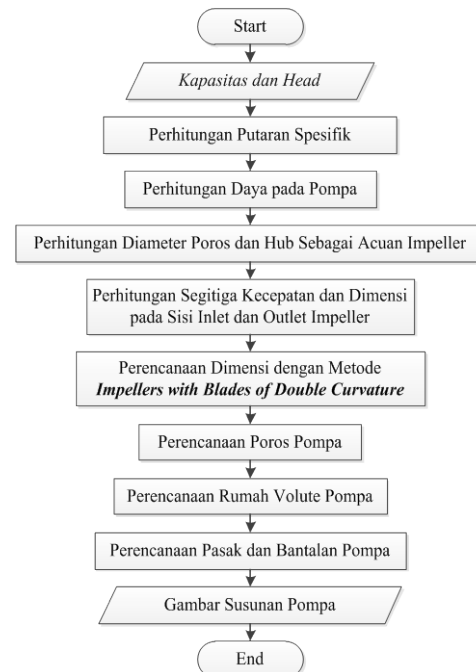 Start
Kapasitas dan Head
Perhitungan Putaran Spesifik
Perhitungan Daya pada Pompa
Perhitungan Diameter Poros dan Hub Sebagai Acuan Impeller
Perhitungan Segitiga Kecepatan dan Dimensi
pada Sisi Inlet dan Outlet Impeller
Perencanaan Dimensi dengan Metode
Impellers with Blades of Double Curvature
Perencanaan Poros Pompa
Perencanaan Rumah Volute Pompa
Perencanaan Pasak dan Bantalan Pompa
Gambar Susunan Pompa
End